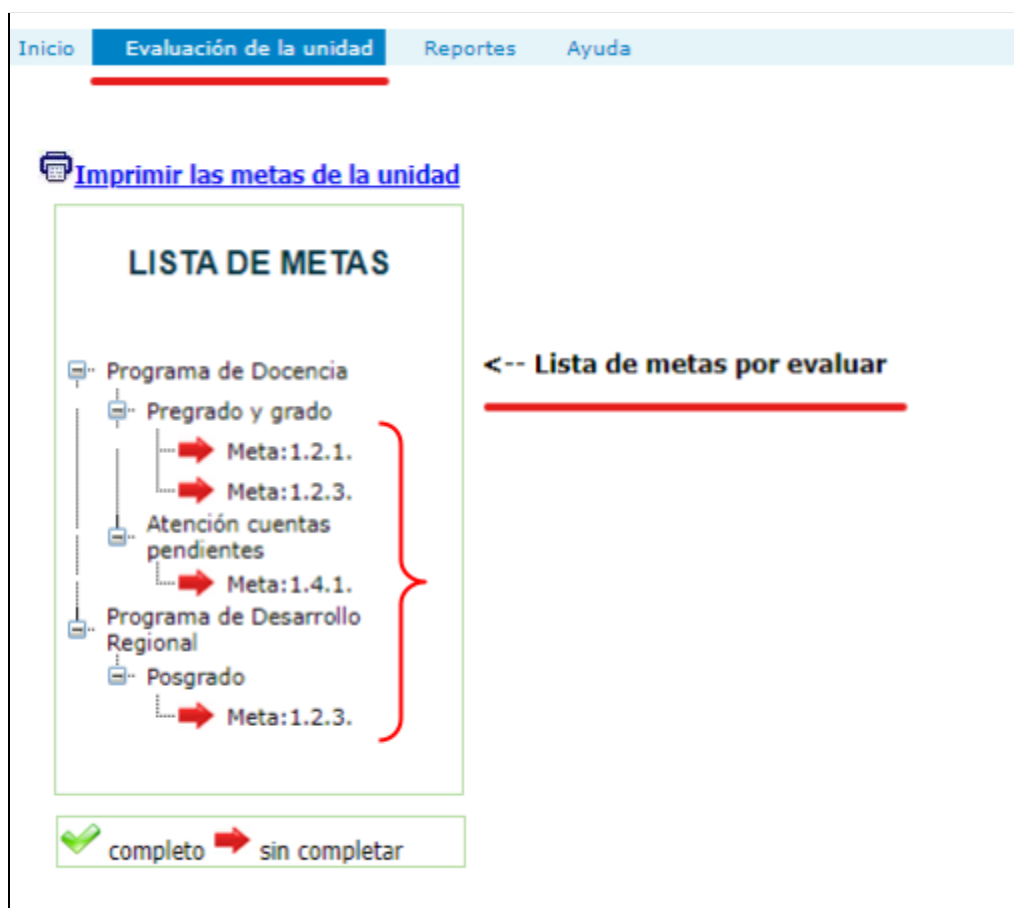 Inicio Evaluación de la unidad Reportes Ayuda
Imprimir las metas de la unidad
LISTA DE METAS
<-- Lista de metas por evaluar
Programa de Docencia
Pregrado y grado
Meta:1.2.1.
Meta:1.2.3.
Atención cuentas
pendientes
Meta:1.4.1.
Programa de Desarrollo
Regional
Posgrado
Meta:1.2.3.
completo sin completar